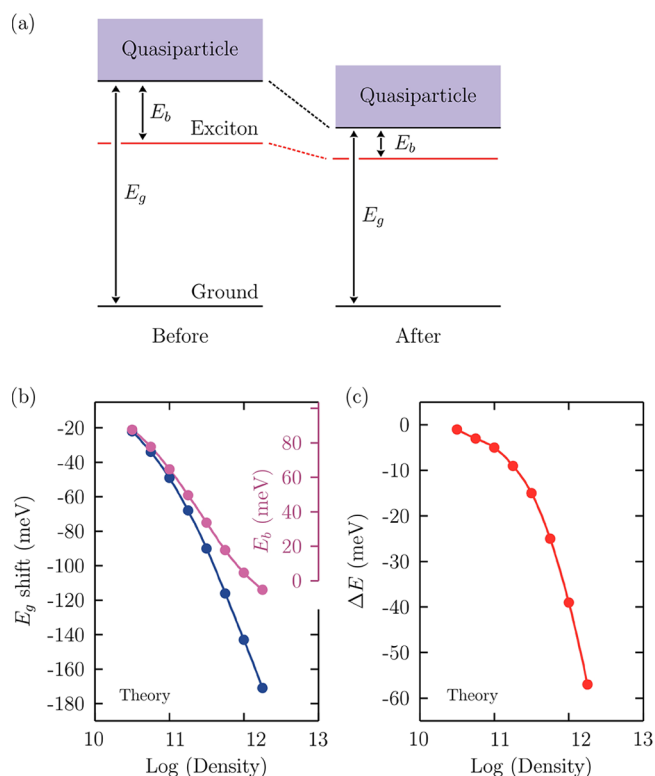 (a)
Quasiparticle
Quasiparticle
E_b
Exciton
E_b
E_g
E_g
Ground
Before
After
(b)
(c)
-20
-40
-60
-80
-100
-120
-140
-160
-180
E_g shift (meV)
80
60
40
20
0
E_b (meV)
Theory
10
11
12
13
Log (Density)
0
-10
-20
-30
-40
-50
-60
ΔE (meV)
Theory
10
11
12
13
Log (Density)